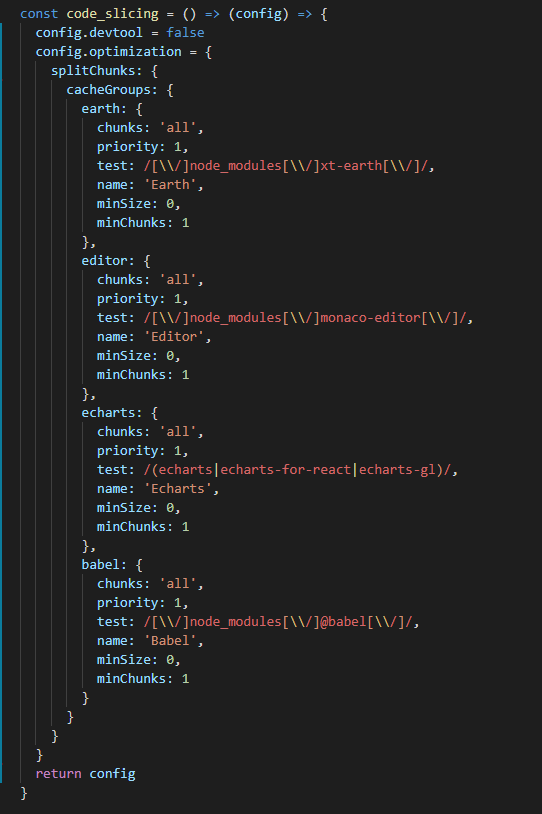 const code_slicing = () => (config) => {
  config.devtool = false
  config.optimization = {
    splitChunks: {
      cacheGroups: {
        earth: {
          chunks: 'all',
          priority: 1,
          test: /[\\/]node_modules[\\/]xt-earth[\\/]/,
          name: 'Earth',
          minSize: 0,
          minChunks: 1
        },
        editor: {
          chunks: 'all',
          priority: 1,
          test: /[\\/]node_modules[\\/]monaco-editor[\\/]/,
          name: 'Editor',
          minSize: 0,
          minChunks: 1
        },
        echarts: {
          chunks: 'all',
          priority: 1,
          test: /(echarts|echarts-for-react|echarts-gl)/,
          name: 'Echarts',
          minSize: 0,
          minChunks: 1
        },
        babel: {
          chunks: 'all',
          priority: 1,
          test: /[\\/]node_modules[\\/]@babel[\\/]/,
          name: 'Babel',
          minSize: 0,
          minChunks: 1
        }
      }
    }
  }
  return config
}